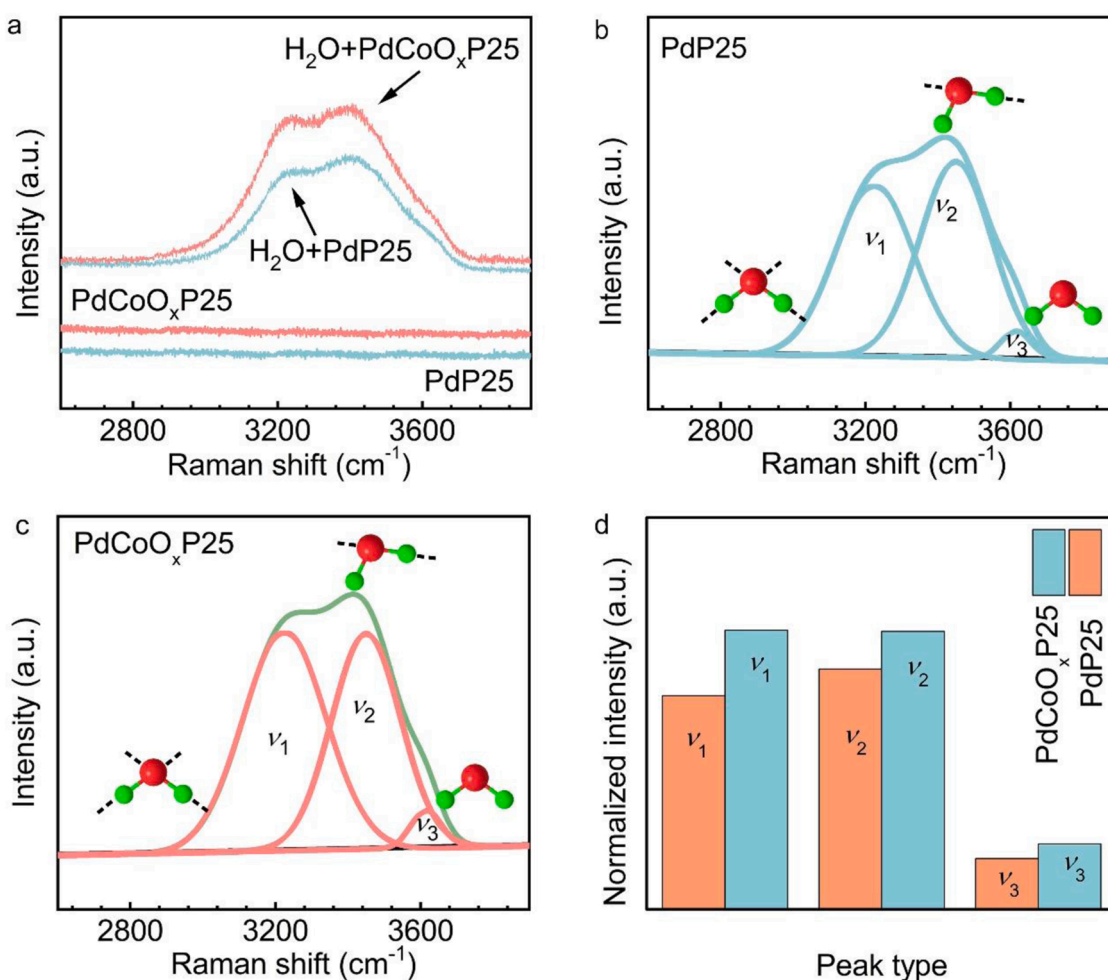 a
H₂O+PdCoOₓP25
H₂O+PdP25
PdCoOₓP25
PdP25
Intensity (a.u.)
2800 3200 3600
Raman shift (cm⁻¹)
b
PdP25
ν₁
ν₂
ν₃
Intensity (a.u.)
2800 3200 3600
Raman shift (cm⁻¹)
c
PdCoOₓP25
ν₁
ν₂
ν₃
Intensity (a.u.)
2800 3200 3600
Raman shift (cm⁻¹)
d
PdCoOₓP25
PdP25
ν₁
ν₁
ν₂
ν₂
ν₃
ν₃
Normalized intensity (a.u.)
Peak type